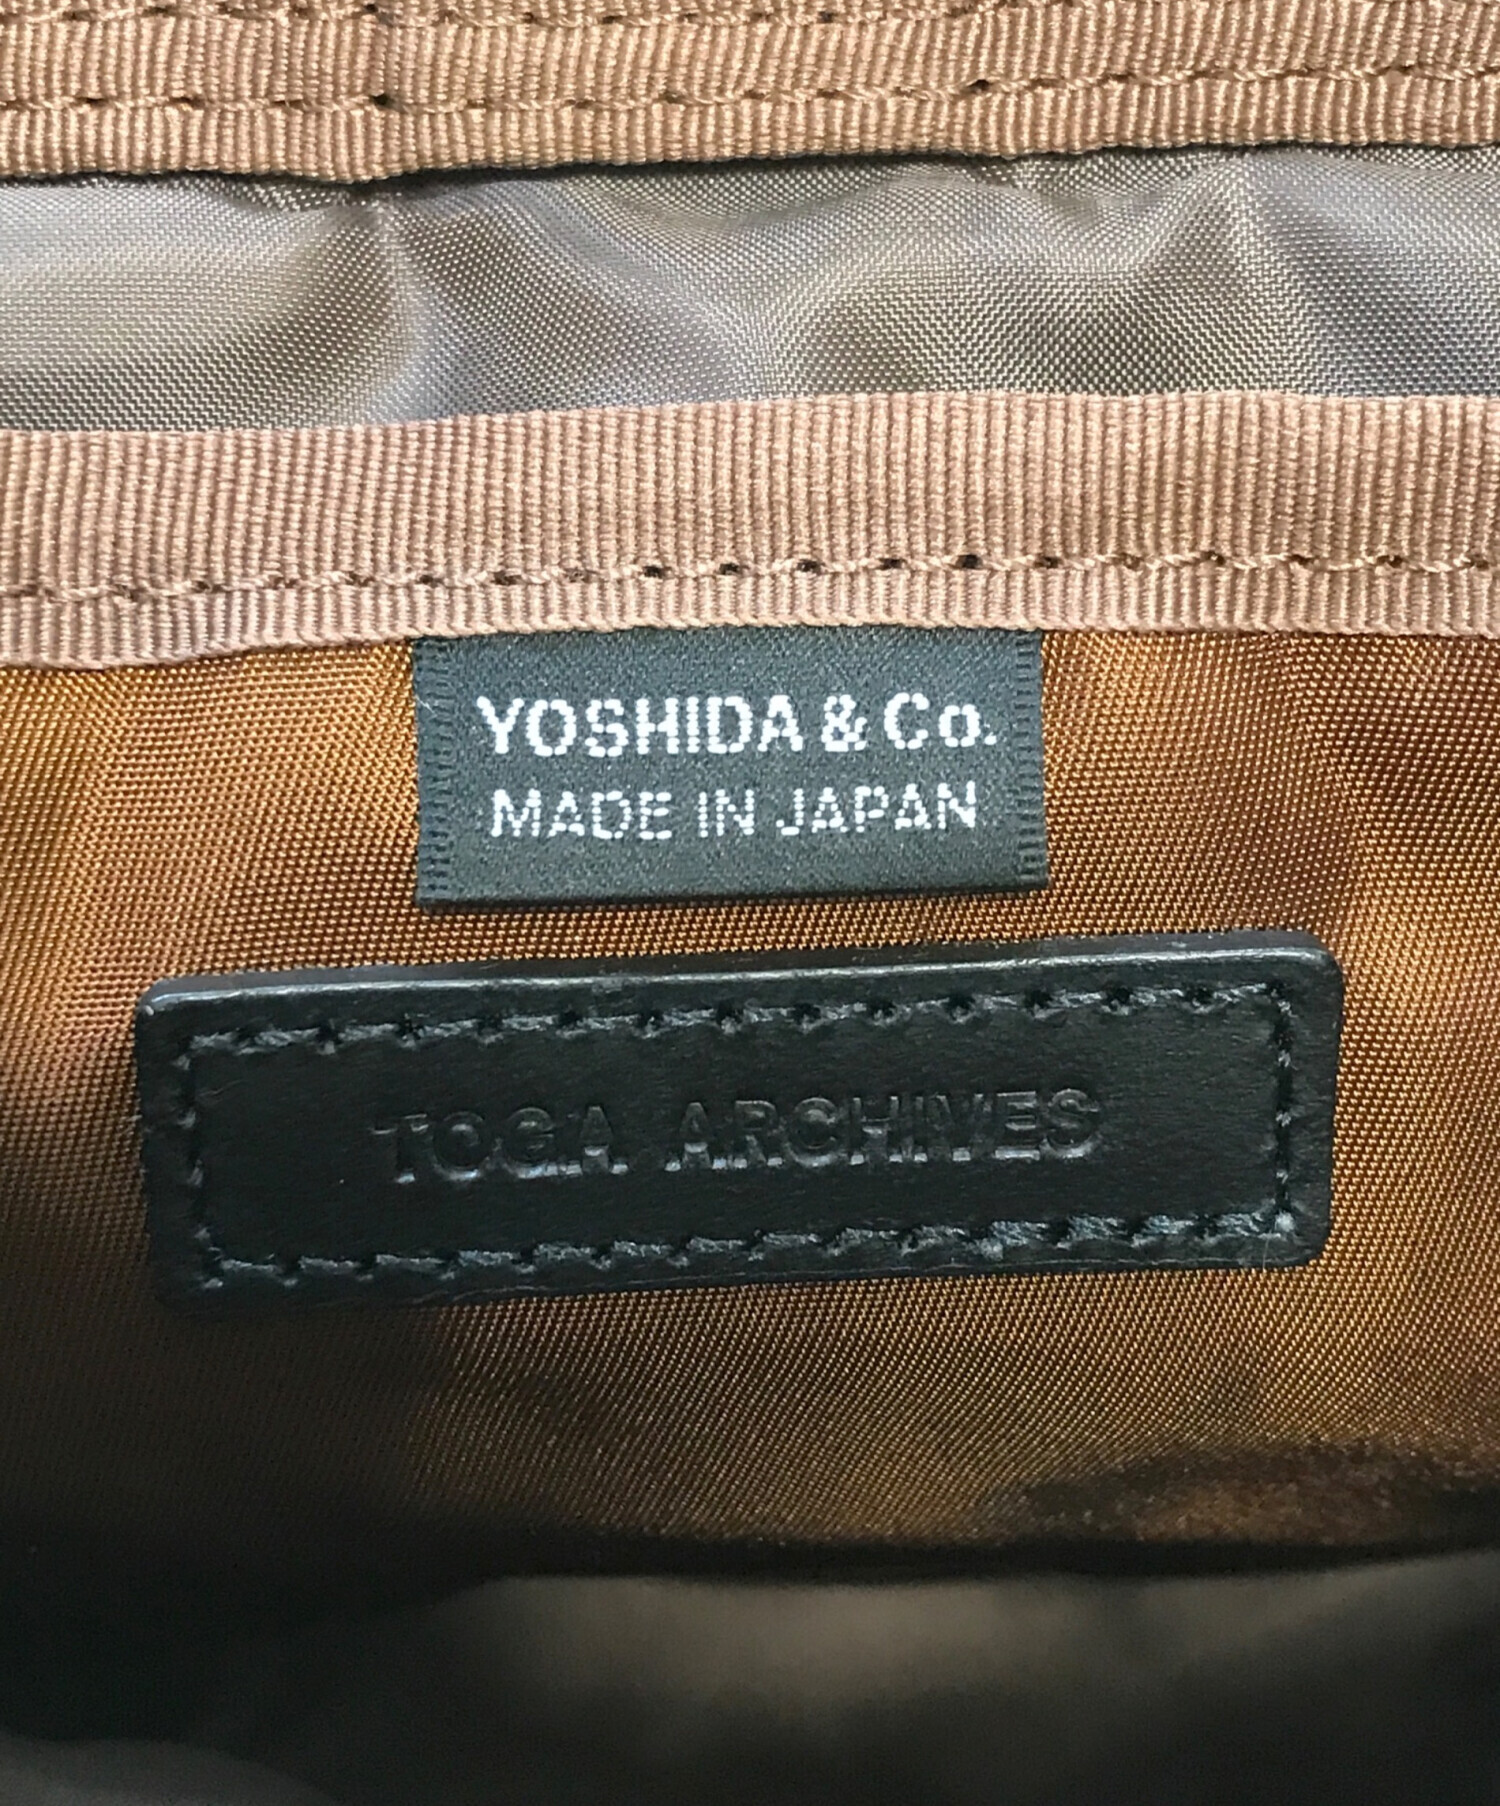 YOSHIDA & Co.
MADE IN JAPAN
TOGA ARCHIVES